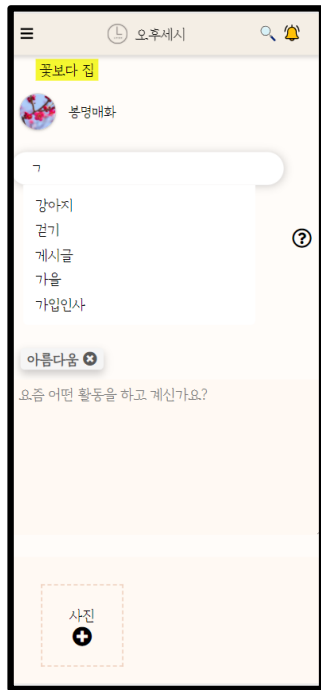 오후세시
꽃보다 집
봉명매화
ㄱ
강아지
걷기
게시글
가을
가입인사
아름다움
요즘 어떤 활동을 하고 계신가요?
사진